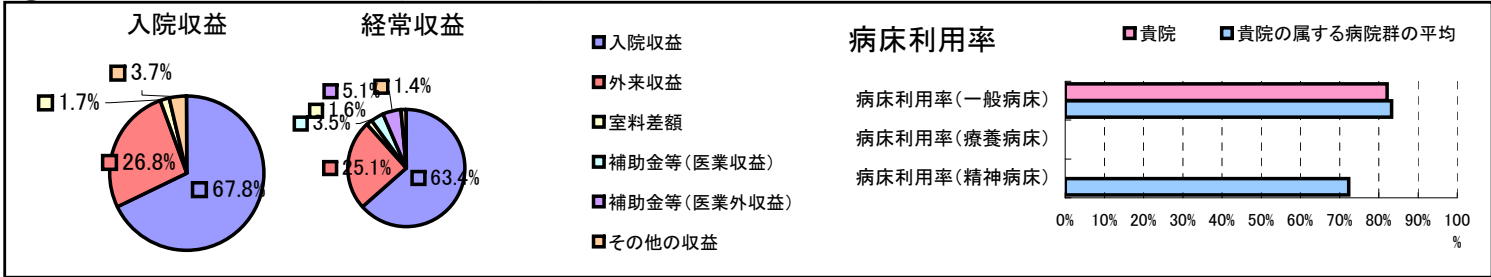 入院収益
3.7%
1.7%
26.8%
67.8%
経常収益
5.1%
1.4%
1.6%
3.5%
25.1%
63.4%
入院収益
外来収益
室料差額
補助金等(医業収益)
補助金等(医業外収益)
その他の収益
病床利用率
貴院
貴院の属する病院群の平均
病床利用率(一般病床)
病床利用率(療養病床)
病床利用率(精神病床)
0% 10% 20% 30% 40% 50% 60% 70% 80% 90% 100
%